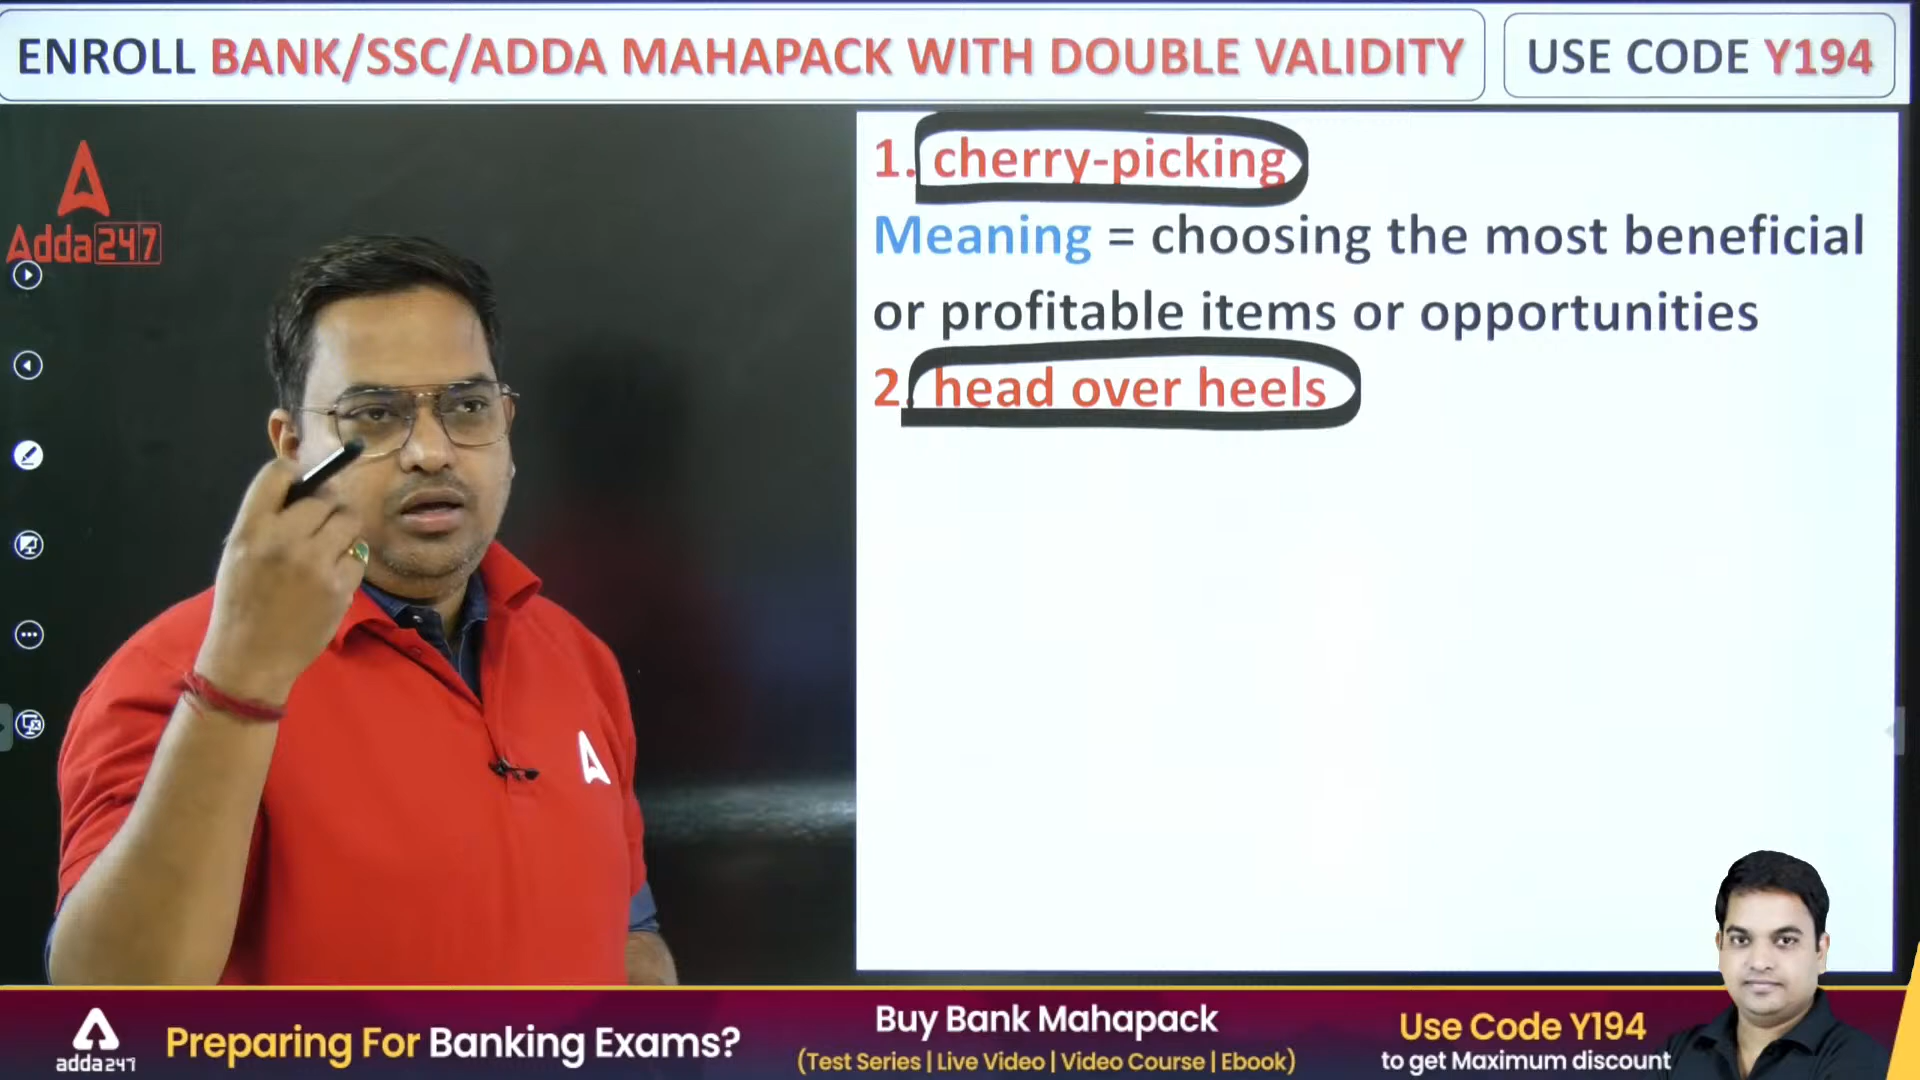 ENROLL BANK/SSC/ADDA MAHAPACK WITH DOUBLE VALIDITY
USE CODE Y194
Adda247
1. cherry-picking
Meaning = choosing the most beneficial
or profitable items or opportunities
2. head over heels
adda247
Preparing For Banking Exams?
Buy Bank Mahapack
(Test Series | Live Video | Video Course | Ebook)
Use Code Y194
to get Maximum discount